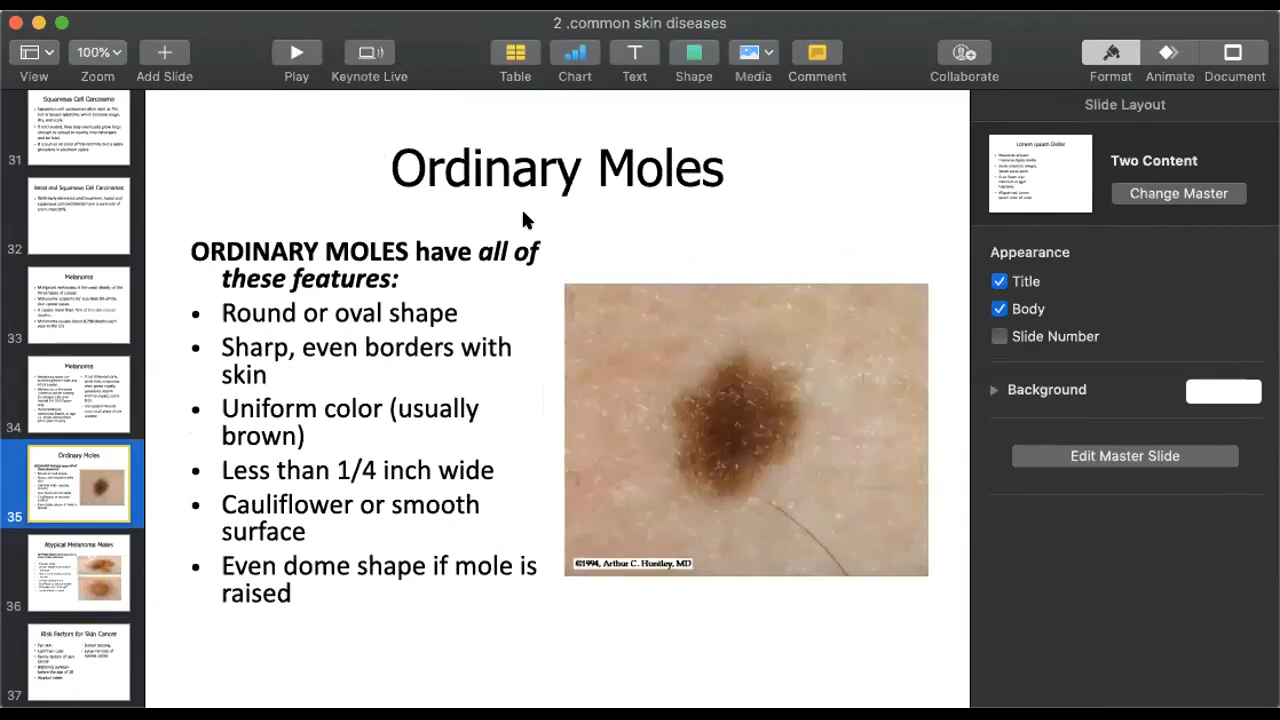 2 .common skin diseases
100%
View
Zoom
Add Slide
Play
Keynote Live
Table
Chart
Text
Shape
Media
Comment
Collaborate
Format
Animate
Document
Squamous Cell Carcinoma
31
Basal and Squamous Cell Carcinomas
32
Melanoma
33
Melanoma
34
Ordinary Moles
35
Atypical Melanoma Moles
36
Risk Factors for Skin Cancer
37
Ordinary Moles
ORDINARY MOLES have all of
these features:
• Round or oval shape
• Sharp, even borders with
skin
• Uniform color (usually
brown)
• Less than 1/4 inch wide
• Cauliflower or smooth
surface
• Even dome shape if mole is
raised
©1994, Arthur C. Huntley, MD
Slide Layout
Lorem Ipsum Dolor
Two Content
Change Master
Appearance
Title
Body
Slide Number
Background
Edit Master Slide